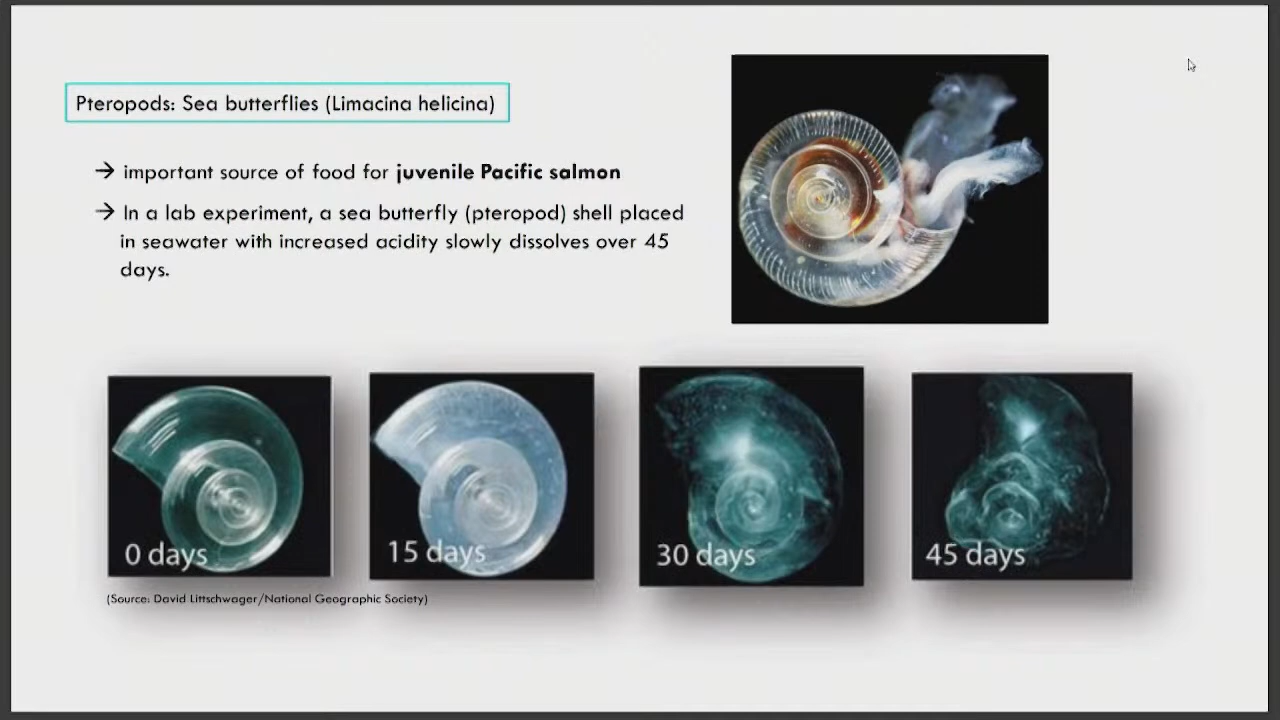 Pteropods: Sea butterflies (Limacina helicina)
→ important source of food for juvenile Pacific salmon
→ In a lab experiment, a sea butterfly (pteropod) shell placed
in seawater with increased acidity slowly dissolves over 45
days.
0 days
15 days
30 days
45 days
(Source: David Littschwager/National Geographic Society)